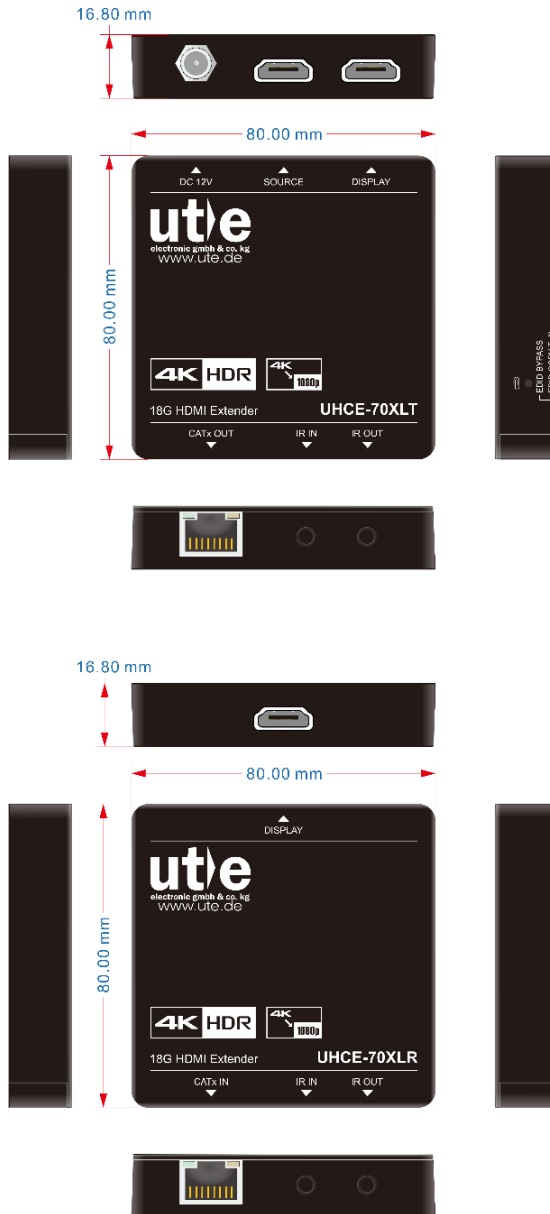 16.80 mm
80.00 mm
DC 12V SOURCE DISPLAY
80.00 mm
ut e
electronic gmbh & co. kg
www.ute.de
EDID BYPASS
4K HDR 4K 1080p
18G HDMI Extender UHCE-70XLT
CATx OUT IR IN IR OUT
16.80 mm
80.00 mm
DISPLAY
80.00 mm
ut e
electronic gmbh & co. kg
www.ute.de
4K HDR 4K 1080p
18G HDMI Extender UHCE-70XLR
CATx IN IR IN IR OUT